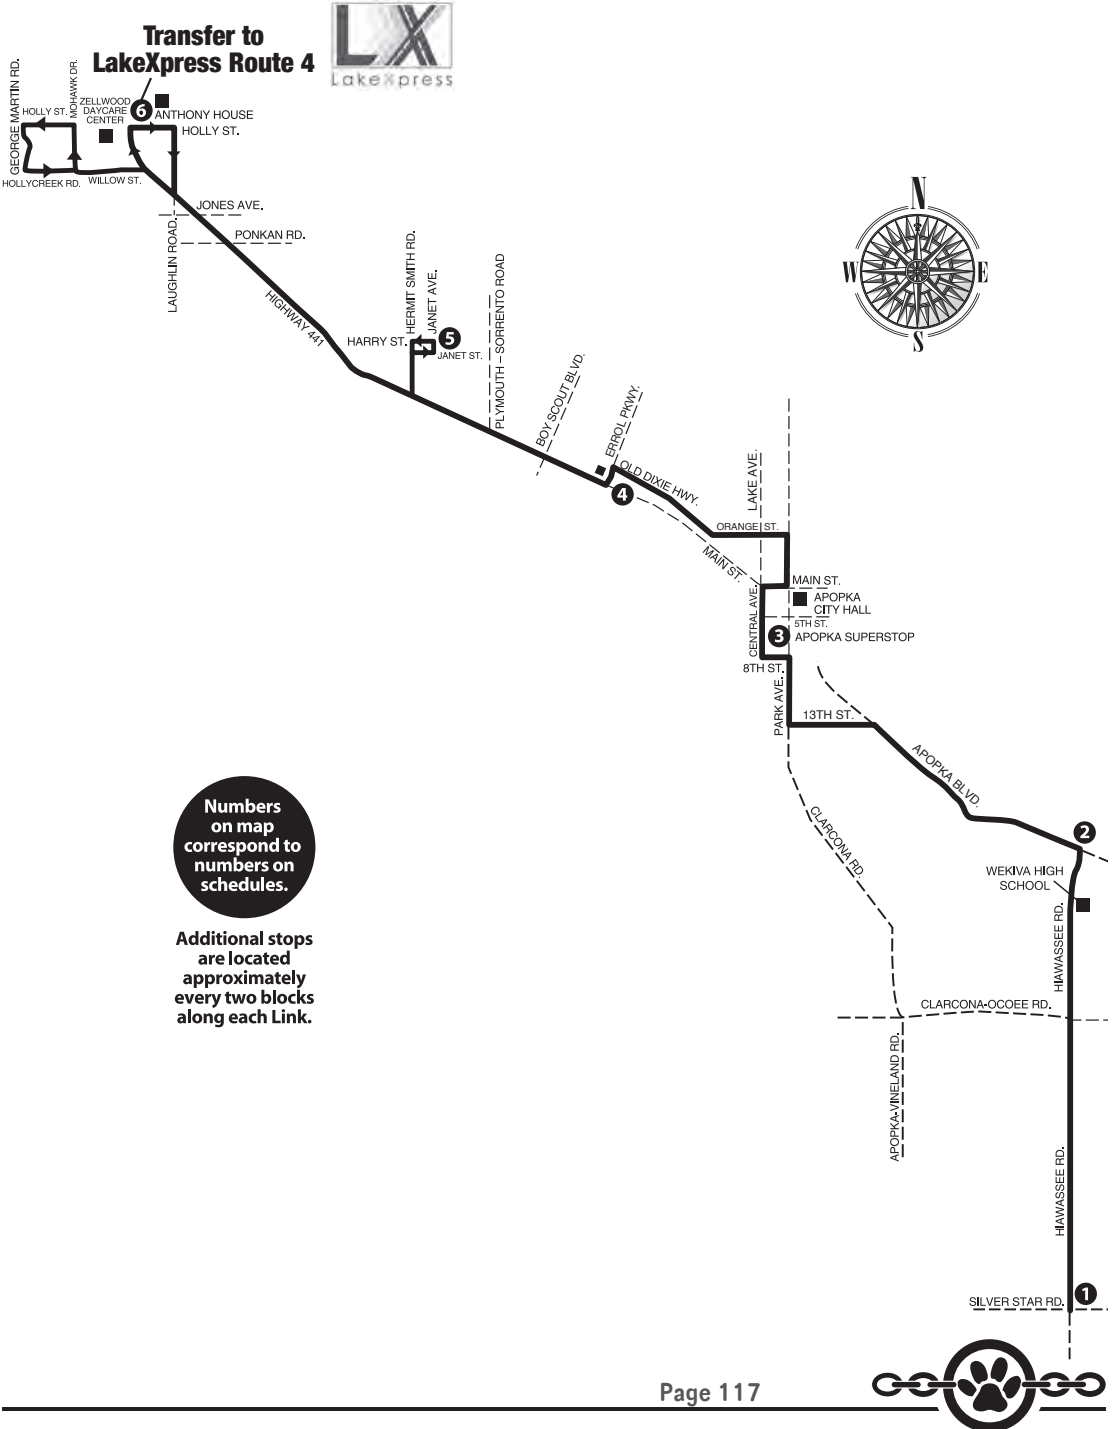 Transfer to
LakeXpress Route 4
LX
LakeXpress
GEORGE MARTIN RD.
HOLLY ST.
MOHAWK DR.
ZELLWOOD
DAYCARE
CENTER
6
ANTHONY HOUSE
HOLLY ST.
HOLLYCREEK RD.
WILLOW ST.
JONES AVE.
PONKAN RD.
LAUGHLIN ROAD.
HIGHWAY 441
HARRY ST.
HERMIT SMITH RD.
JANET AVE.
5
JANET ST.
PLYMOUTH – SORRENTO ROAD
BOY SCOUT BLVD.
ERROL PKWY.
4
OLD DIXIE HWY.
N
W
E
S
LAKE AVE.
ORANGE ST.
MAIN ST.
MAIN ST.
APOPKA
CITY HALL
CENTRAL AVE.
5TH ST.
3
APOPKA SUPERSTOP
8TH ST.
PARK AVE.
13TH ST.
APOPKA BLVD.
CLARCONA RD.
2
WEKIVA HIGH
SCHOOL
HIAWASSEE RD.
CLARCONA-OCOEE RD.
APOPKA-VINELAND RD.
HIAWASSEE RD.
SILVER STAR RD.
1
Numbers
on map
correspond to
numbers on
schedules.
Additional stops
are located
approximately
every two blocks
along each Link.
Page 117